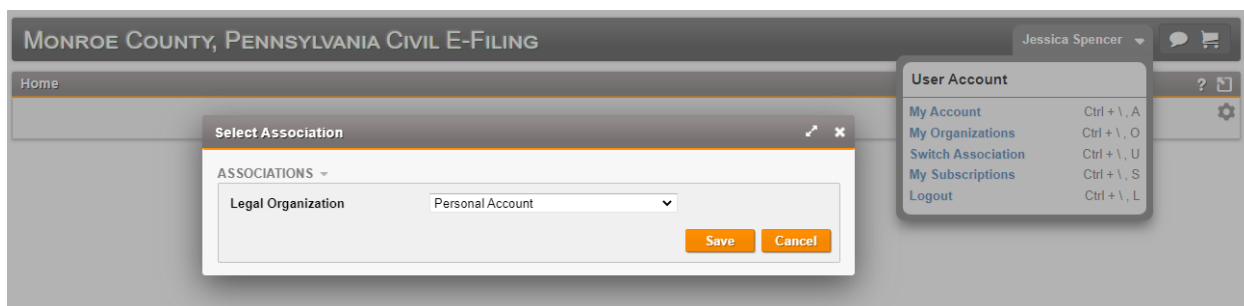 MONROE COUNTY, PENNSYLVANIA CIVIL E-FILING
Jessica Spencer
Home
?
User Account
My Account Ctrl + \ , A
My Organizations Ctrl + \ , O
Switch Association Ctrl + \ , U
My Subscriptions Ctrl + \ , S
Logout Ctrl + \ , L
Select Association
ASSOCIATIONS
Legal Organization Personal Account
Save Cancel